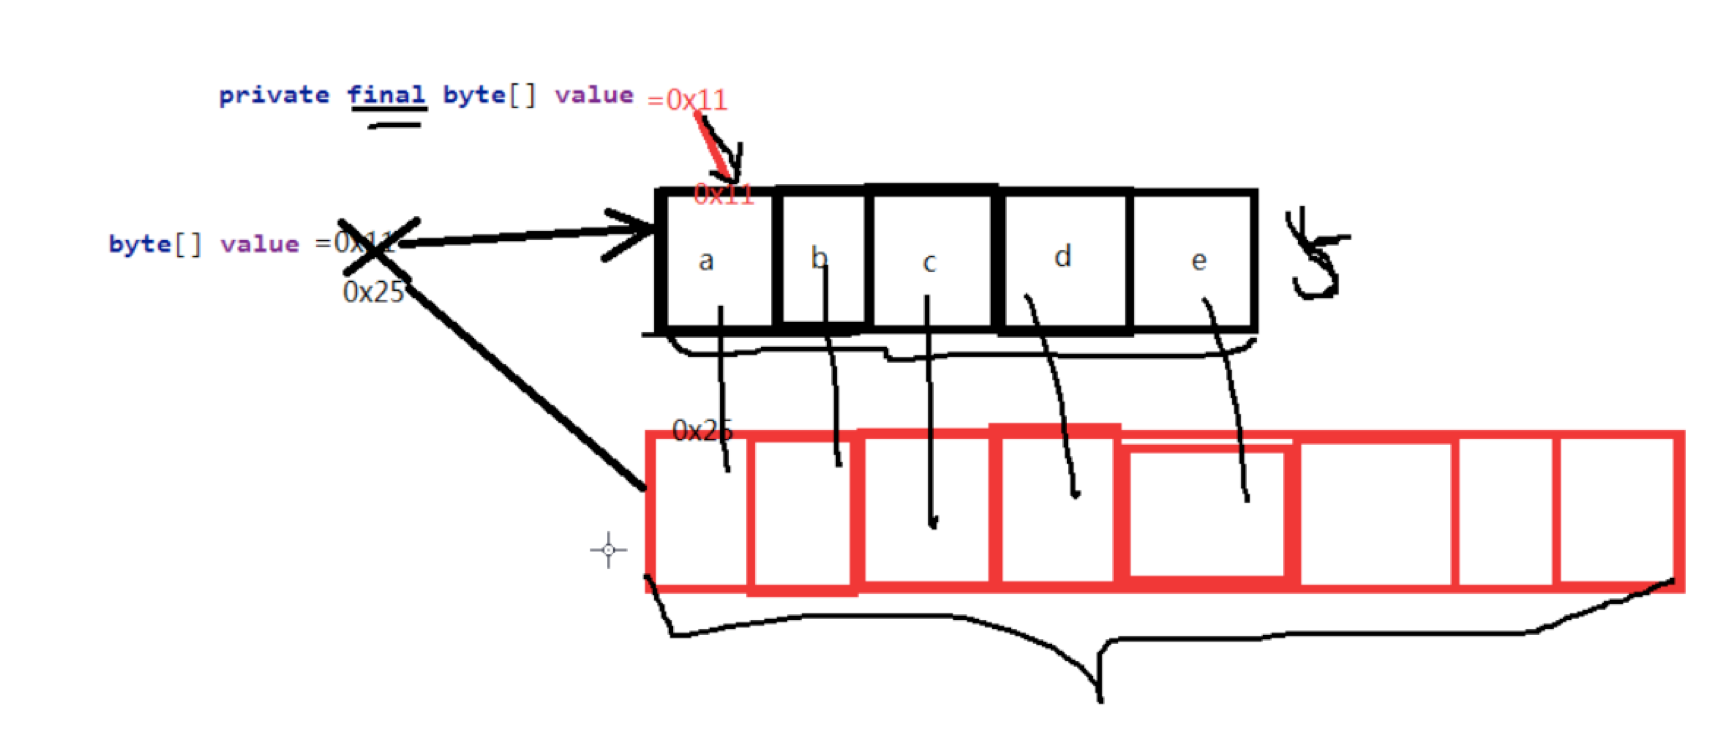 private final byte[] value =0x11
0x11
byte[] value =0x11
0x25
a b c d e 5
0x25